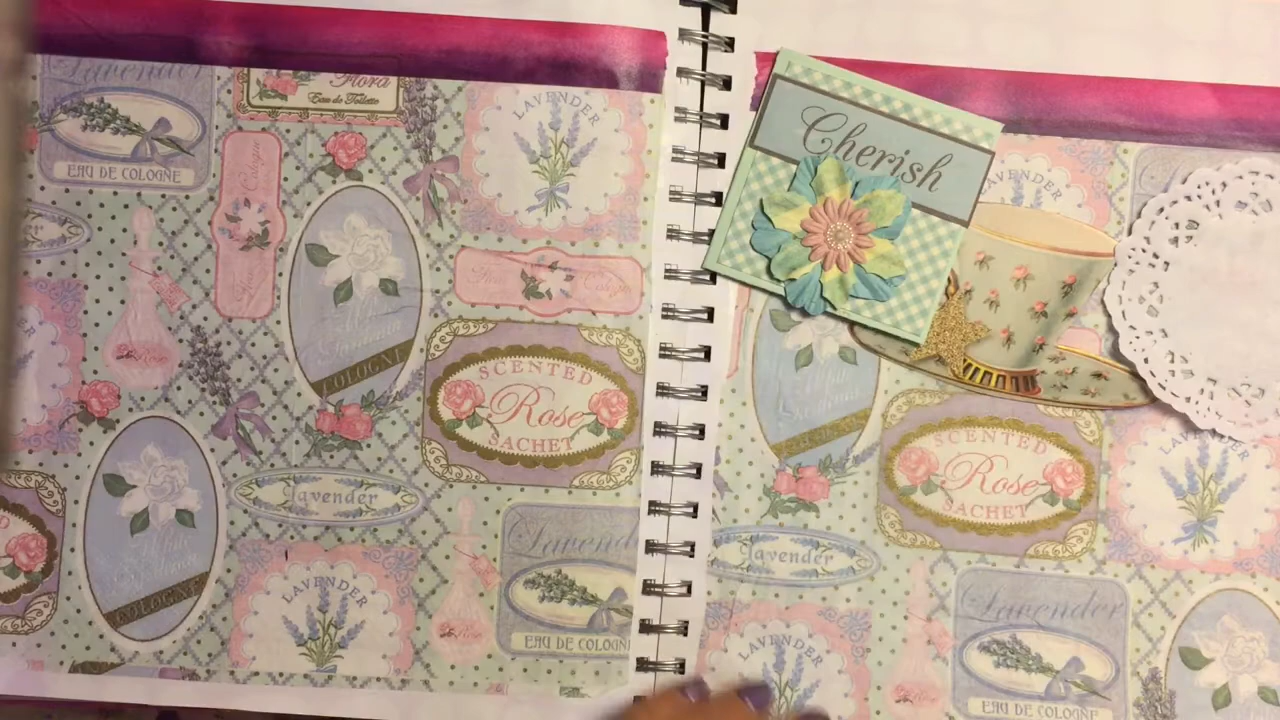 Lavender
EAU DE COLOGNE
Flora
Eau de Toilette
LAVENDER
Cologne
COLOGNE
SCENTED
Rose
SACHET
Lavender
LAVENDER
Lavender
EAU DE COLOGN
Cherish
LAVENDER
SCENTED
Rose
SACHET
LAVENDER
Lavender
LAVENDER
Lavender
EAU DE COLOGNE